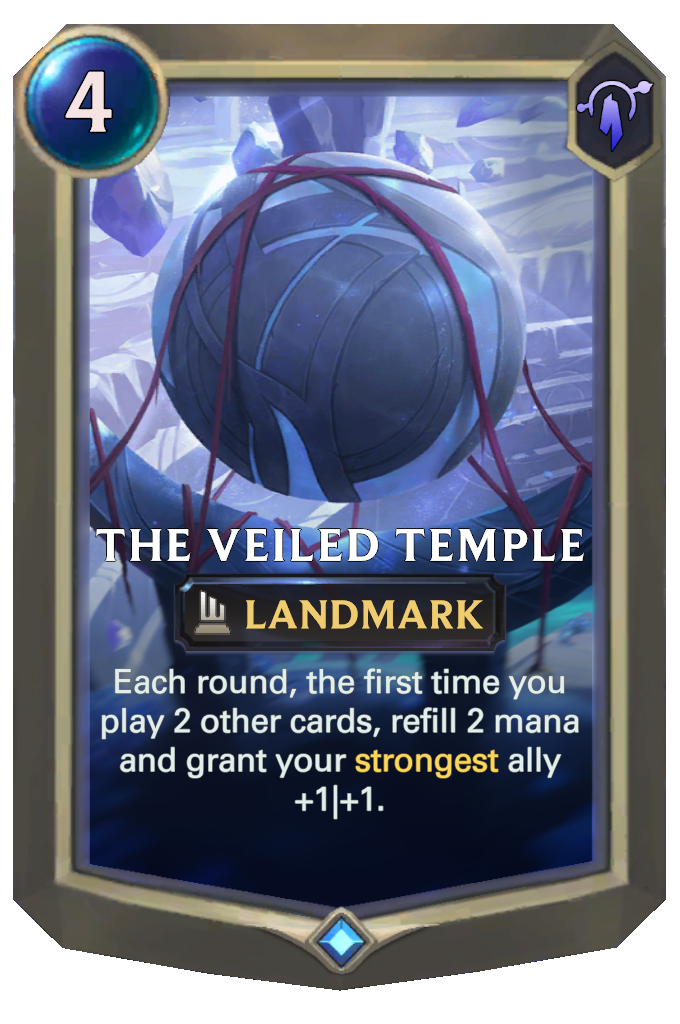 4
THE VEILED TEMPLE
LANDMARK
Each round, the first time you
play 2 other cards, refill 2 mana
and grant your strongest ally
+1|+1.